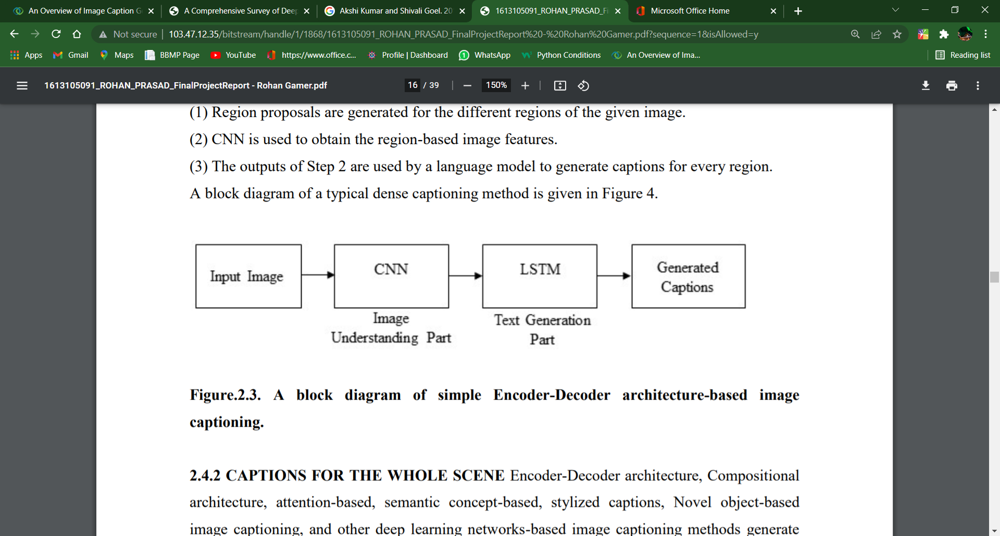 An Overview of Image Caption G
A Comprehensive Survey of Deep
Akshi Kumar and Shivali Goel. 20
1613105091_ROHAN_PRASAD_Fi
Microsoft Office Home
Not secure
103.47.12.35/bitstream/handle/1/1868/1613105091_ROHAN_PRASAD_FinalProjectReport%20-%20Rohan%20Gamer.pdf?sequence=1&isAllowed=y
Apps Gmail Maps BBMP Page YouTube https://www.office.c... Profile | Dashboard WhatsApp Python Conditions An Overview of Ima... Reading list
1613105091_ROHAN_PRASAD_FinalProjectReport - Rohan Gamer.pdf 16 / 39 150%
(1) Region proposals are generated for the different regions of the given image.
(2) CNN is used to obtain the region-based image features.
(3) The outputs of Step 2 are used by a language model to generate captions for every region.
A block diagram of a typical dense captioning method is given in Figure 4.
Input Image
CNN
LSTM
Generated
Captions
Image
Understanding Part
Text Generation
Part
Figure.2.3. A block diagram of simple Encoder-Decoder architecture-based image
captioning.
2.4.2 CAPTIONS FOR THE WHOLE SCENE Encoder-Decoder architecture, Compositional
architecture, attention-based, semantic concept-based, stylized captions, Novel object-based
image captioning, and other deep learning networks-based image captioning methods generate